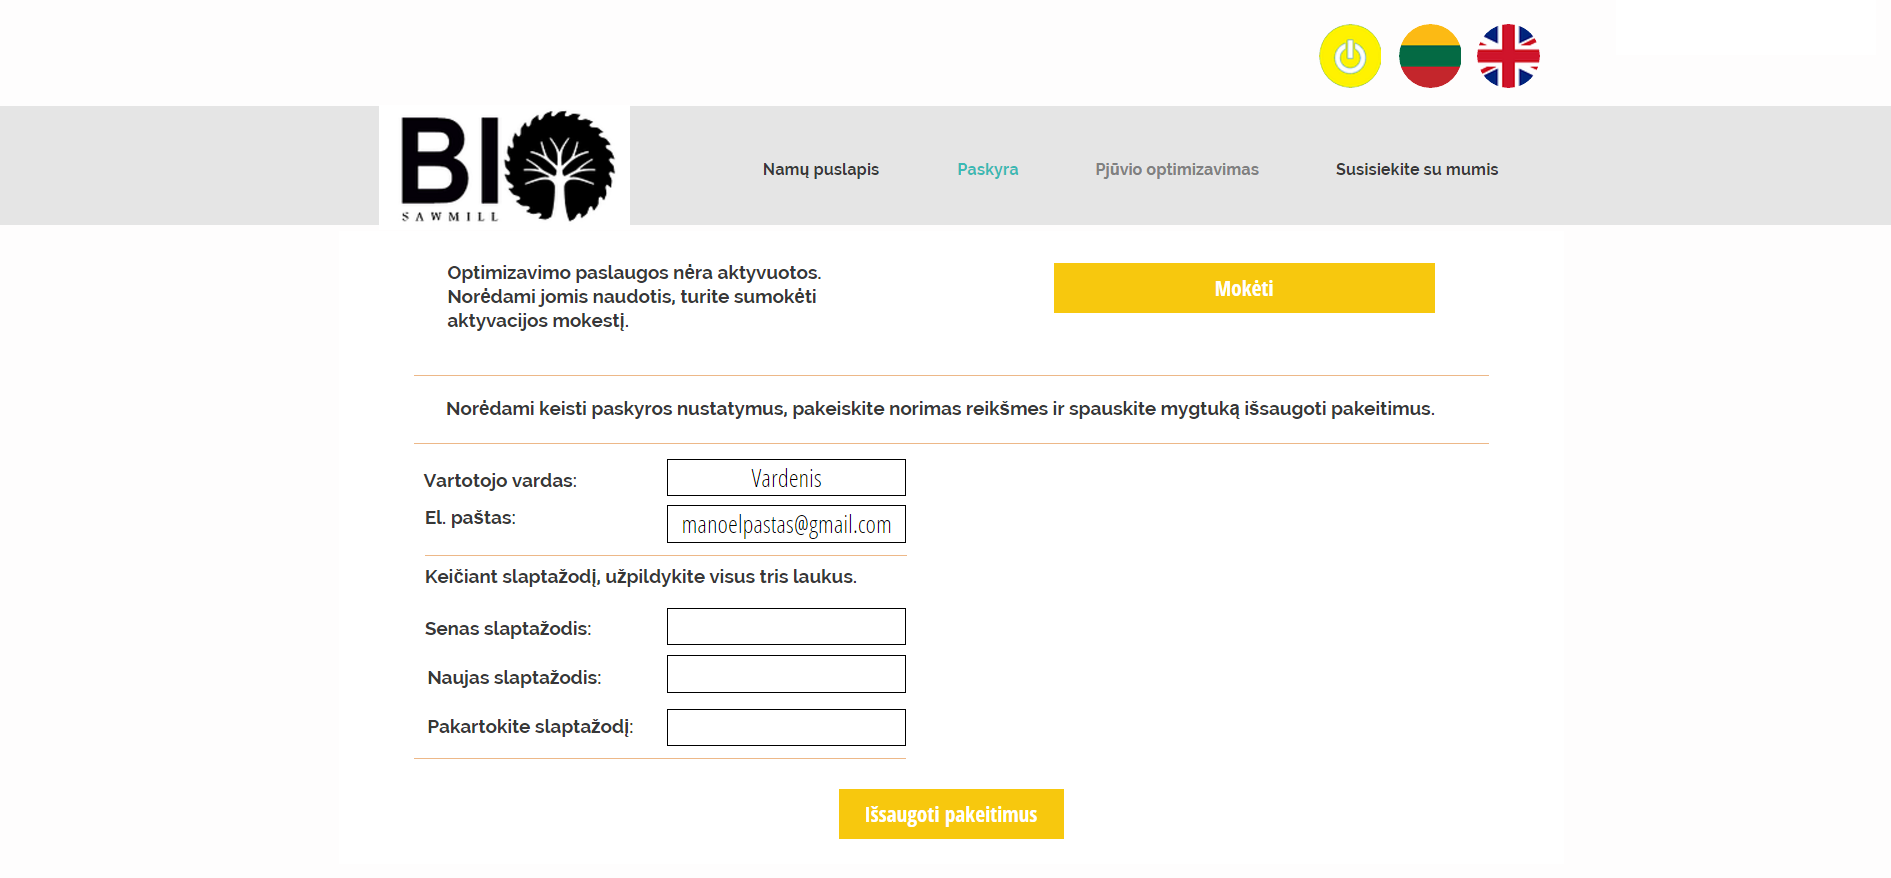 BIO
SAWMILL
Namų puslapis
Paskyra
Pjūvio optimizavimas
Susisiekite su mumis
Optimizavimo paslaugos nėra aktyvuotos.
Norėdami jomis naudotis, turite sumokėti
aktyvacijos mokestį.
Mokėti
Norėdami keisti paskyros nustatymus, pakeiskite norimas reikšmes ir spauskite mygtuką išsaugoti pakeitimus.
Vartotojo vardas:
Vardenis
El. paštas:
manoelpastas@gmail.com
Keičiant slaptažodį, užpildykite visus tris laukus.
Senas slaptažodis:
Naujas slaptažodis:
Pakartokite slaptažodį:
Išsaugoti pakeitimus